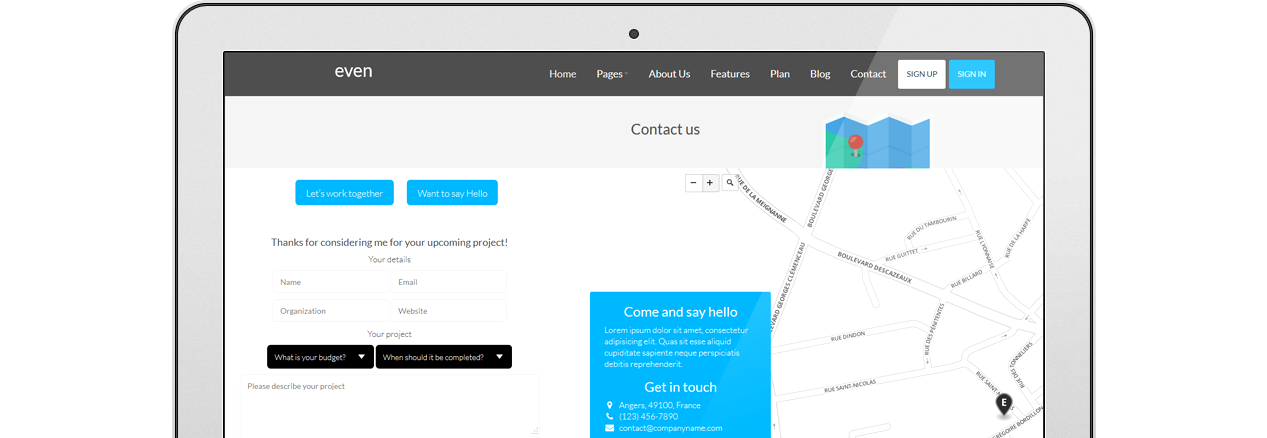 even
Home Pages About Us Features Plan Blog Contact SIGN UP SIGN IN
Contact us
Let's work together Want to say Hello
Thanks for considering me for your upcoming project!
Your details
Name Email
Organization Website
Your project
What is your budget? When should it be completed?
Please describe your project
Come and say hello
Lorem ipsum dolor sit amet, consectetur
adipisicing elit. Quas sit esse aliquid
cupiditate sapiente neque perspiciatis
debitis reprehenderit.
Get in touch
Angers, 49100, France
(123) 456-7890
contact@companyname.com
RUE DE LA MEIGNANNE
BOULEVARD GEORGE
BOULEVARD DESCAZEAUX
RUE DU TAMBOURIN
RUE GUITTET
RUE LYONNAISE
RUE DE LA HARPE
RUE BILLARD
VARD GEORGES CLÉMENCEAU
RUE DINDON
RUE DES PÉNITENTES
RUE SAINT-NICOLAS
TONNELIERS
RUE DES
RUE SAINT
E
GRÉGOIRE BORDILLON